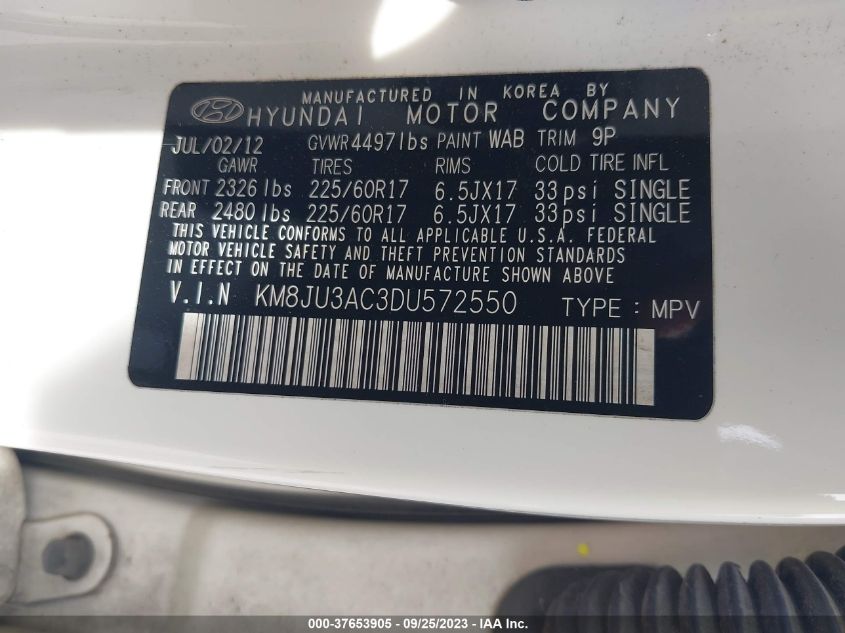 MANUFACTURED IN KOREA BY
HYUNDAI MOTOR COMPANY
JUL/02/12 GVWR 4497lbs PAINT WAB TRIM 9P
GAWR TIRES RIMS COLD TIRE INFL
FRONT 2326 lbs 225/60R17 6.5JX17 33psi SINGLE
REAR 2480 lbs 225/60R17 6.5JX17 33psi SINGLE
THIS VEHICLE CONFORMS TO ALL APPLICABLE U.S.A. FEDERAL
MOTOR VEHICLE SAFETY AND THEFT PREVENTION STANDARDS
IN EFFECT ON THE DATE OF MANUFACTURE SHOWN ABOVE
V.I.N KM8JU3AC3DU572550 TYPE : MPV
000-37653905 - 09/25/2023 - IAA Inc.